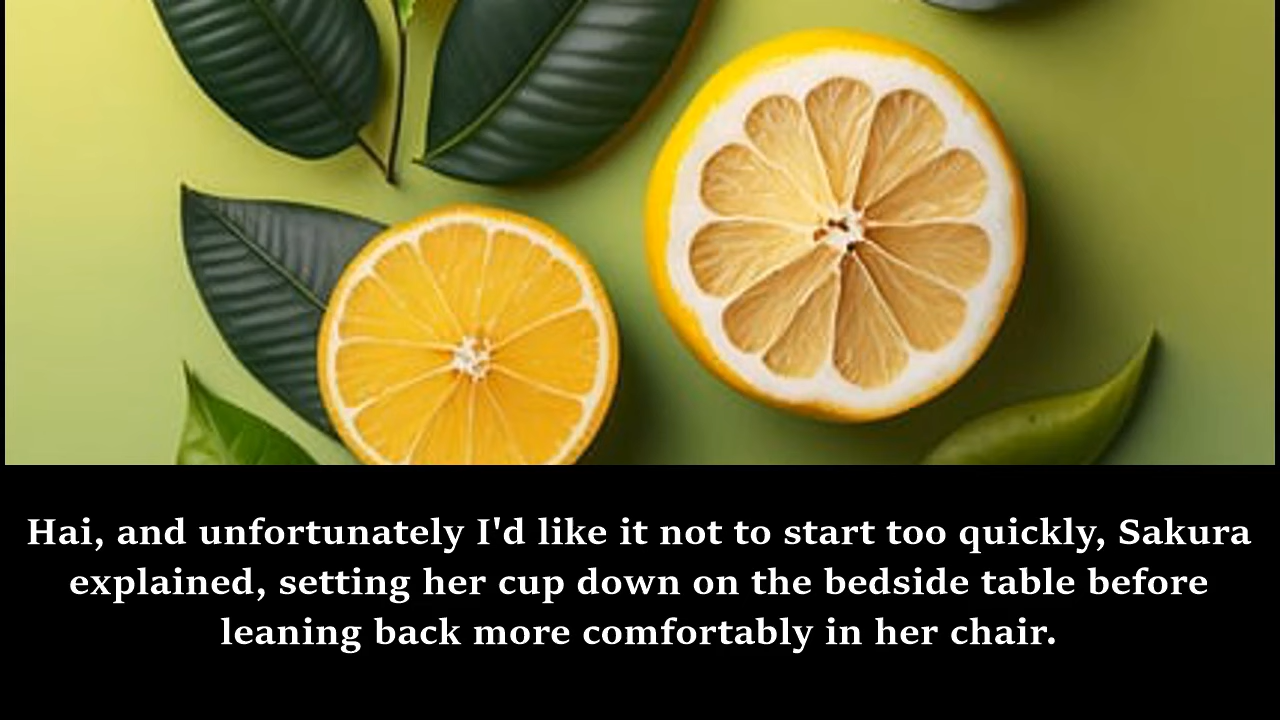 Hai, and unfortunately I'd like it not to start too quickly, Sakura
explained, setting her cup down on the bedside table before
leaning back more comfortably in her chair.